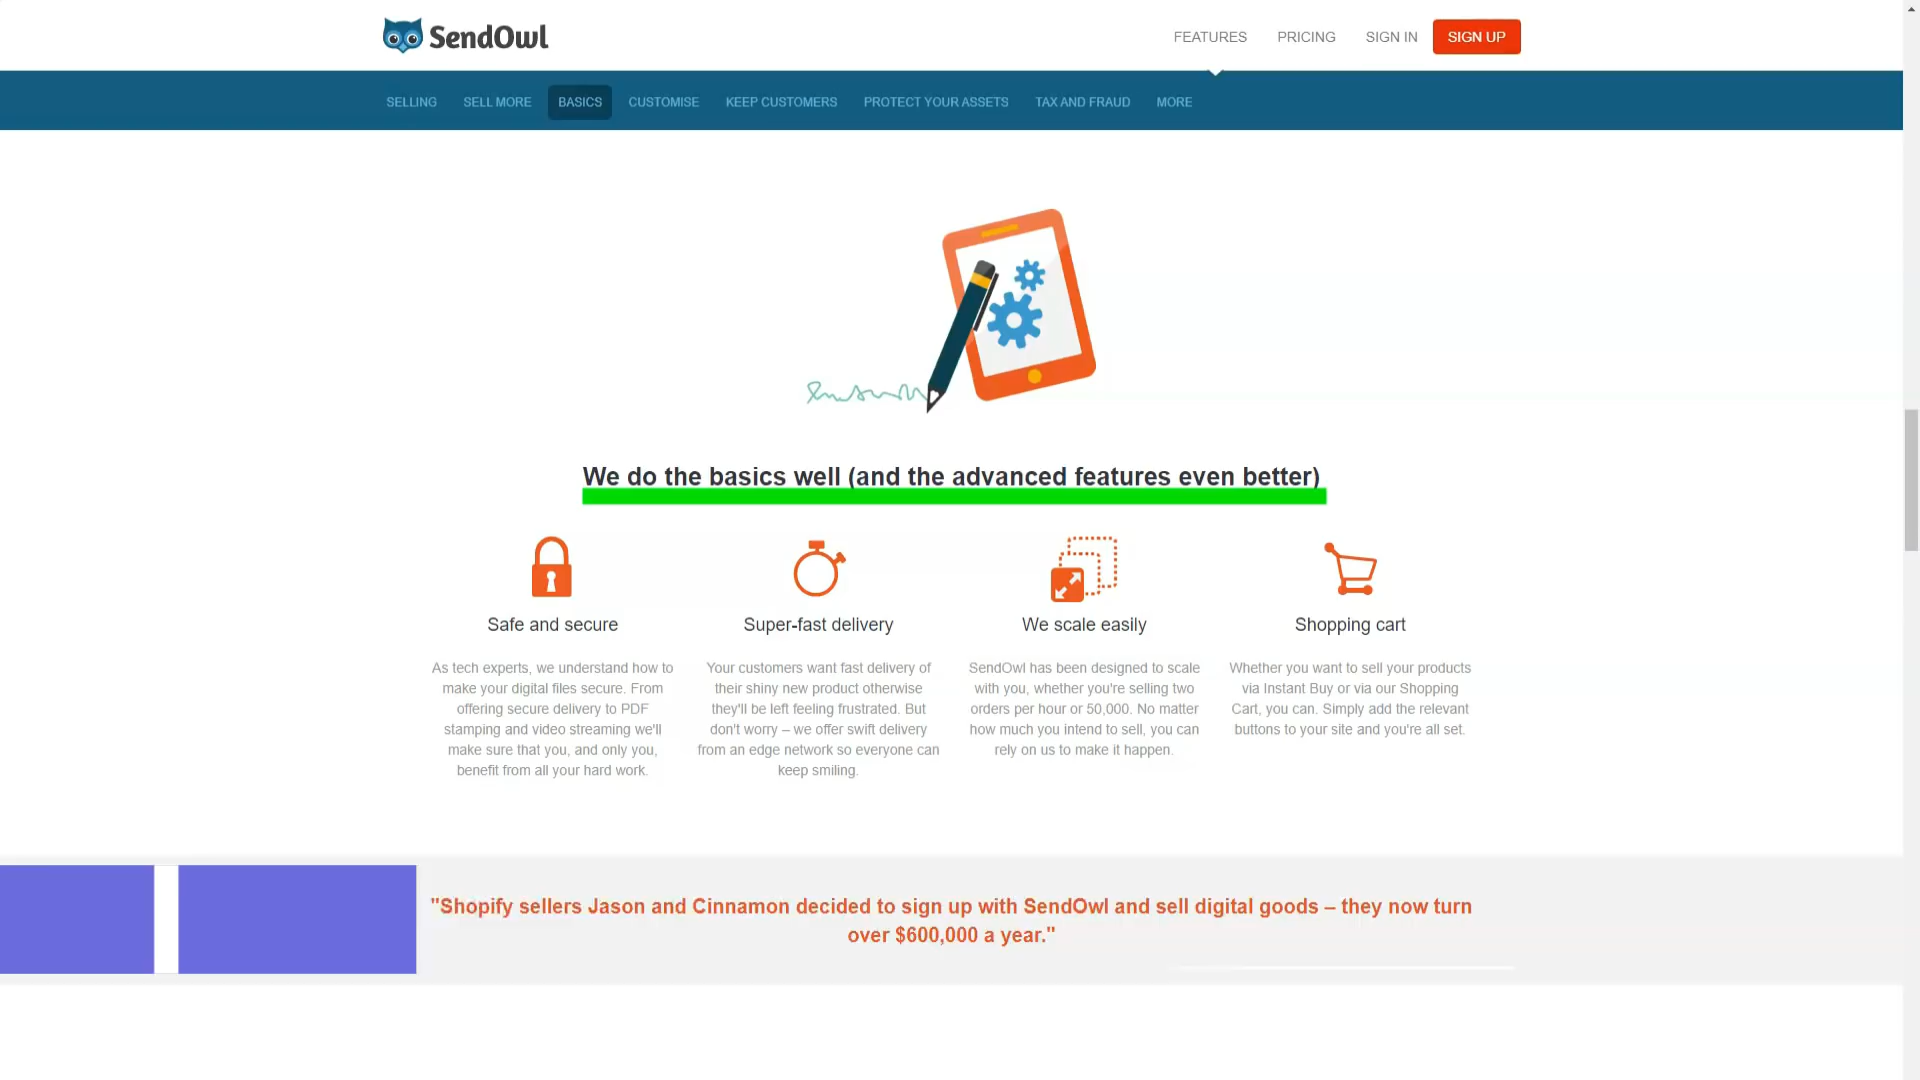 SendOwl
FEATURES PRICING SIGN IN SIGN UP
SELLING SELL MORE BASICS CUSTOMISE KEEP CUSTOMERS PROTECT YOUR ASSETS TAX AND FRAUD MORE
We do the basics well (and the advanced features even better)
Safe and secure
As tech experts, we understand how to
make your digital files secure. From
offering secure delivery to PDF
stamping and video streaming we'll
make sure that you, and only you,
benefit from all your hard work.
Super-fast delivery
Your customers want fast delivery of
their shiny new product otherwise
they'll be left feeling frustrated. But
don't worry – we offer swift delivery
from an edge network so everyone can
keep smiling.
We scale easily
SendOwl has been designed to scale
with you, whether you're selling two
orders per hour or 50,000. No matter
how much you intend to sell, you can
rely on us to make it happen.
Shopping cart
Whether you want to sell your products
via Instant Buy or via our Shopping
Cart, you can. Simply add the relevant
buttons to your site and you're all set.
"Shopify sellers Jason and Cinnamon decided to sign up with SendOwl and sell digital goods – they now turn
over $600,000 a year."